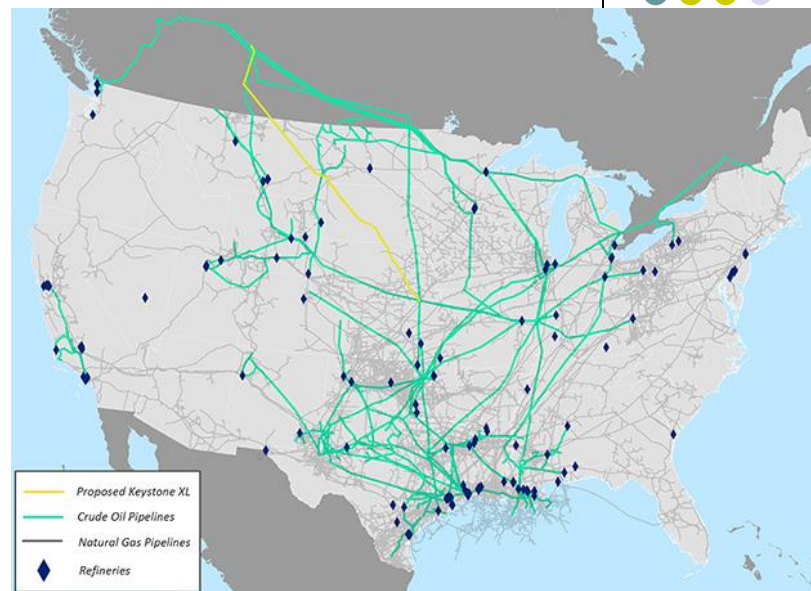 Proposed Keystone XL
Crude Oil Pipelines
Natural Gas Pipelines
Refineries